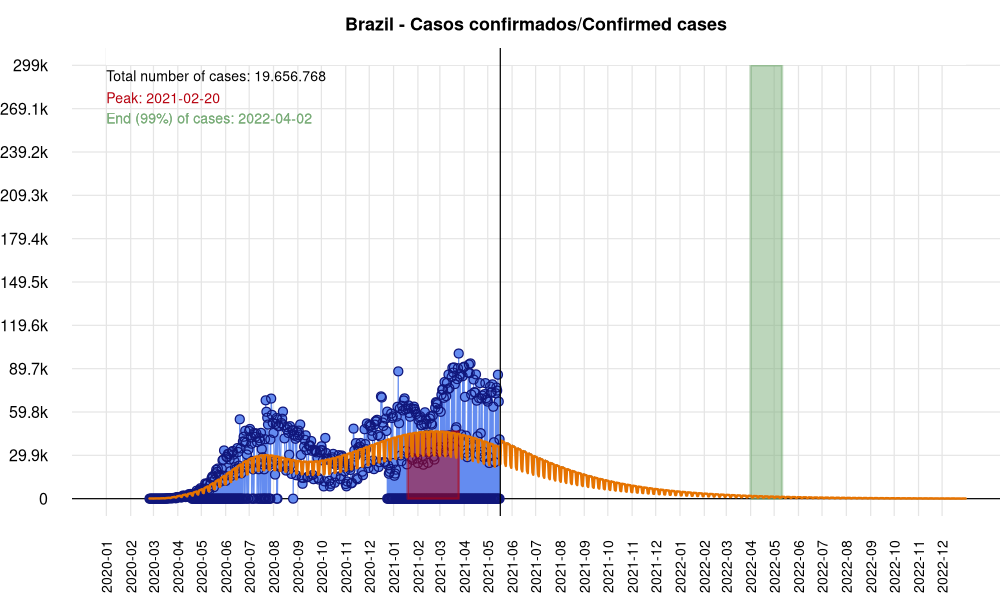 Brazil - Casos confirmados/Confirmed cases
299k
Total number of cases: 19.656.768
Peak: 2021-02-20
269.1k
End (99%) of cases: 2022-04-02
239.2k
209.3k
179.4k
149.5k
119.6k
89.7k
59.8k
29.9k
0
2020-01
2020-02
2020-03
2020-04
2020-05
2020-06
2020-07
2020-08
2020-09
2020-10
2020-11
2020-12
2021-01
2021-02
2021-03
2021-04
2021-05
2021-06
2021-07
2021-08
2021-09
2021-10
2021-11
2021-12
2022-01
2022-02
2022-03
2022-04
2022-05
2022-06
2022-07
2022-08
2022-09
2022-10
2022-11
2022-12